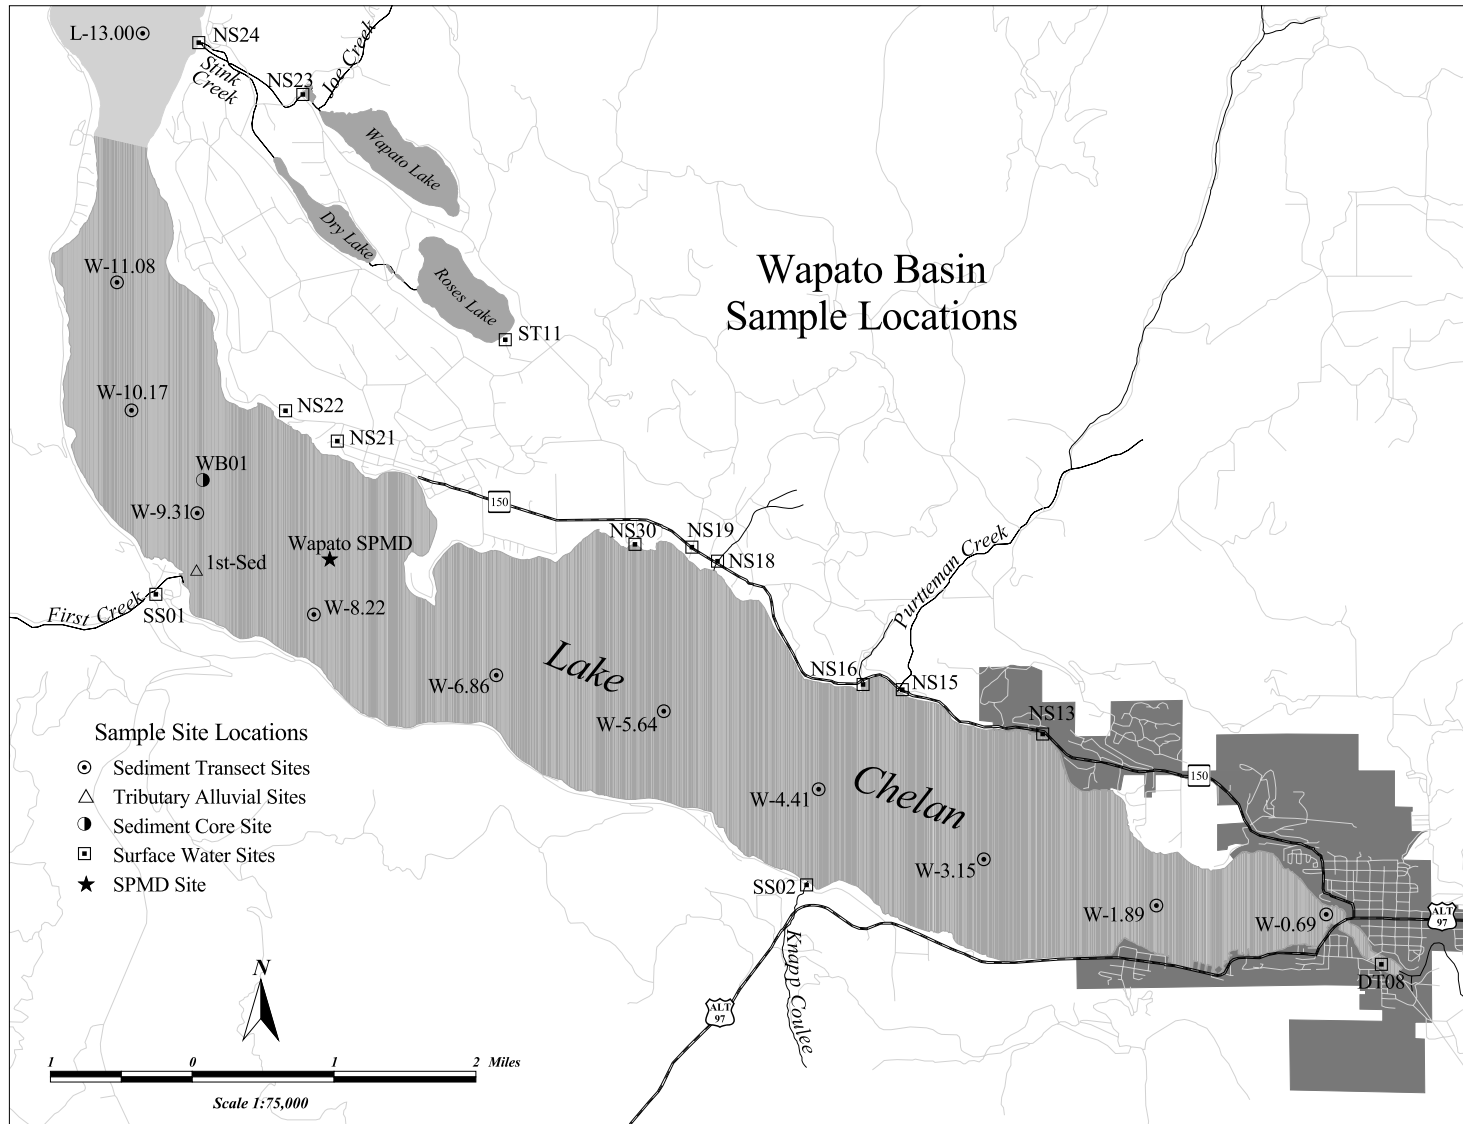 L-13.00
NS24
Stink
Creek
NS23
Joe Creek
Wapato Lake
Dry Lake
Roses Lake
ST11
W-11.08
Wapato Basin
Sample Locations
W-10.17
NS22
NS21
WB01
W-9.31
150
Wapato SPMD
1st-Sed
NS30
NS19
NS18
First Creek
SS01
W-8.22
Purtteman Creek
Lake
W-6.86
W-5.64
NS16
NS15
NS13
150
Chelan
W-4.41
W-3.15
SS02
W-1.89
W-0.69
ALT
97
DT08
Knapp Coulee
ALT
97
Sample Site Locations
Sediment Transect Sites
Tributary Alluvial Sites
Sediment Core Site
Surface Water Sites
SPMD Site
N
1 0 1 2 Miles
Scale 1:75,000